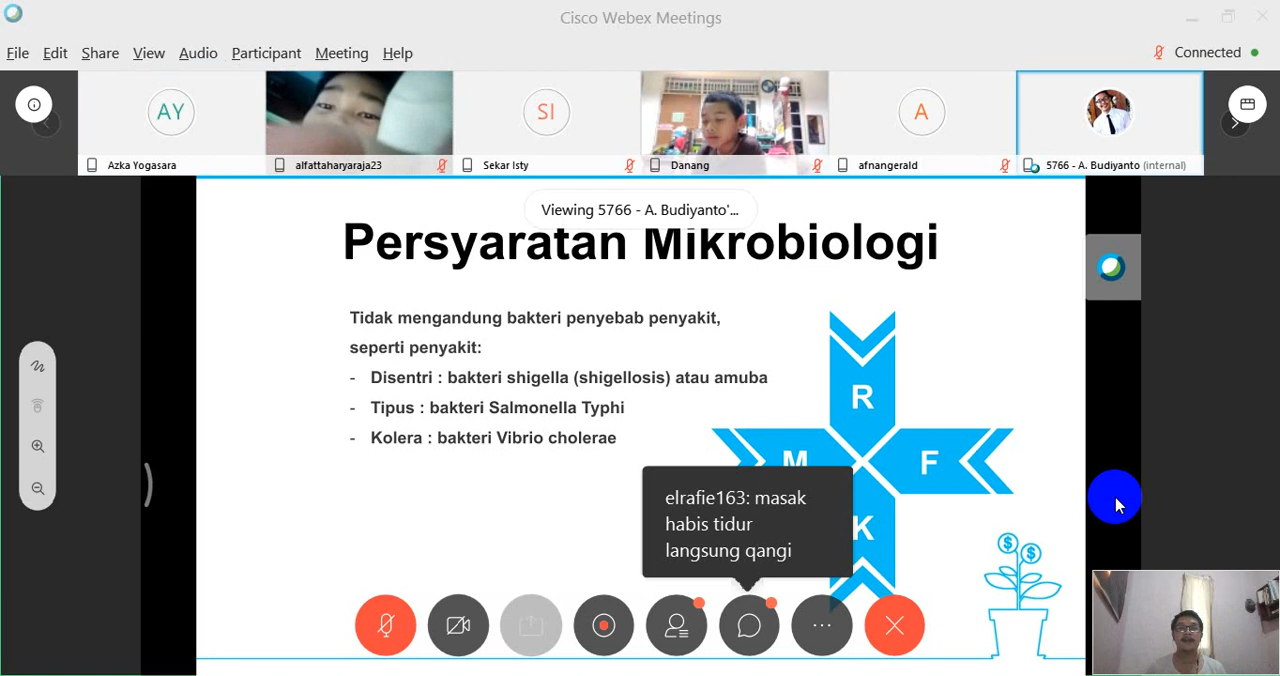 Cisco Webex Meetings
File Edit Share View Audio Participant Meeting Help
Connected
AY
SI
A
Azka Yogasara
alfattaharyaraja23
Sekar Isty
Danang
afnangerald
5766 - A. Budiyanto (internal)
Viewing 5766 - A. Budiyanto'...
Persyaratan Mikrobiologi
Tidak mengandung bakteri penyebab penyakit,
seperti penyakit:
- Disentri : bakteri shigella (shigellosis) atau amuba
- Tipus : bakteri Salmonella Typhi
- Kolera : bakteri Vibrio cholerae
R
M
F
K
elrafie163: masak
habis tidur
langsung qangi
$
$